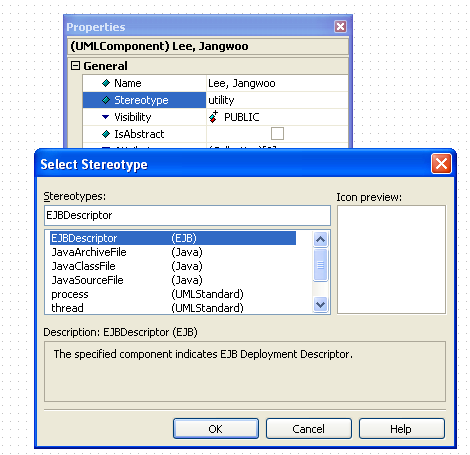 Properties
(UMLComponent) Lee, Jangwoo
General
Name Lee, Jangwoo
Stereotype utility
Visibility PUBLIC
IsAbstract
Select Stereotype
Stereotypes:
Icon preview:
EJBDescriptor
EJBDescriptor (EJB)
JavaArchiveFile (Java)
JavaClassFile (Java)
JavaSourceFile (Java)
process (UMLStandard)
thread (UMLStandard)
Description: EJBDescriptor (EJB)
The specified component indicates EJB Deployment Descriptor.
OK Cancel Help